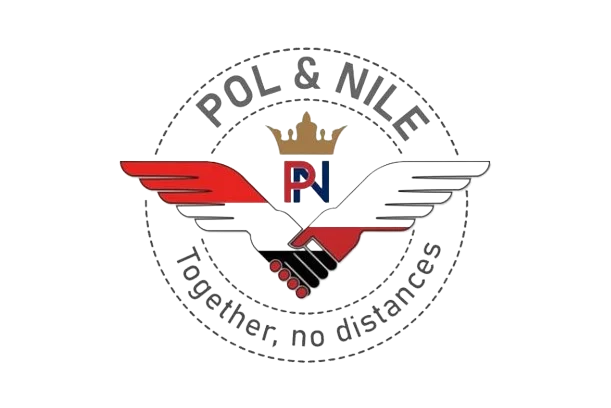 POL & NILE
PN
Together, no distances